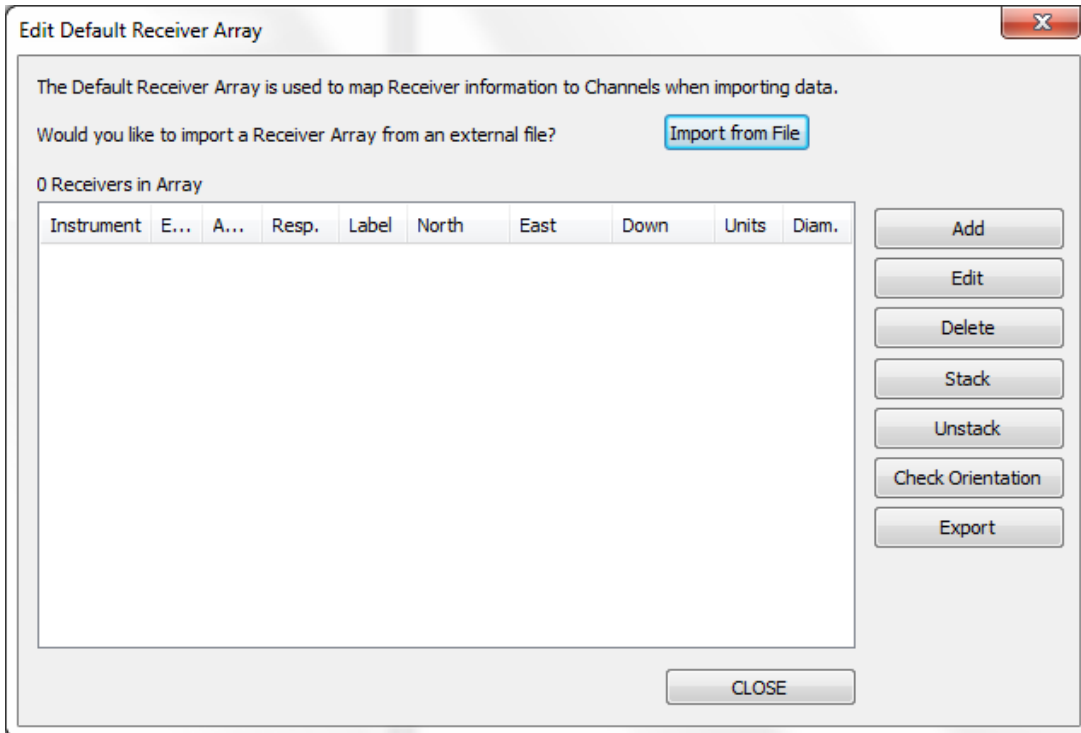 Edit Default Receiver Array
The Default Receiver Array is used to map Receiver information to Channels when importing data.
Would you like to import a Receiver Array from an external file?
Import from File
0 Receivers in Array
Instrument E... A... Resp. Label North East Down Units Diam.
Add
Edit
Delete
Stack
Unstack
Check Orientation
Export
CLOSE